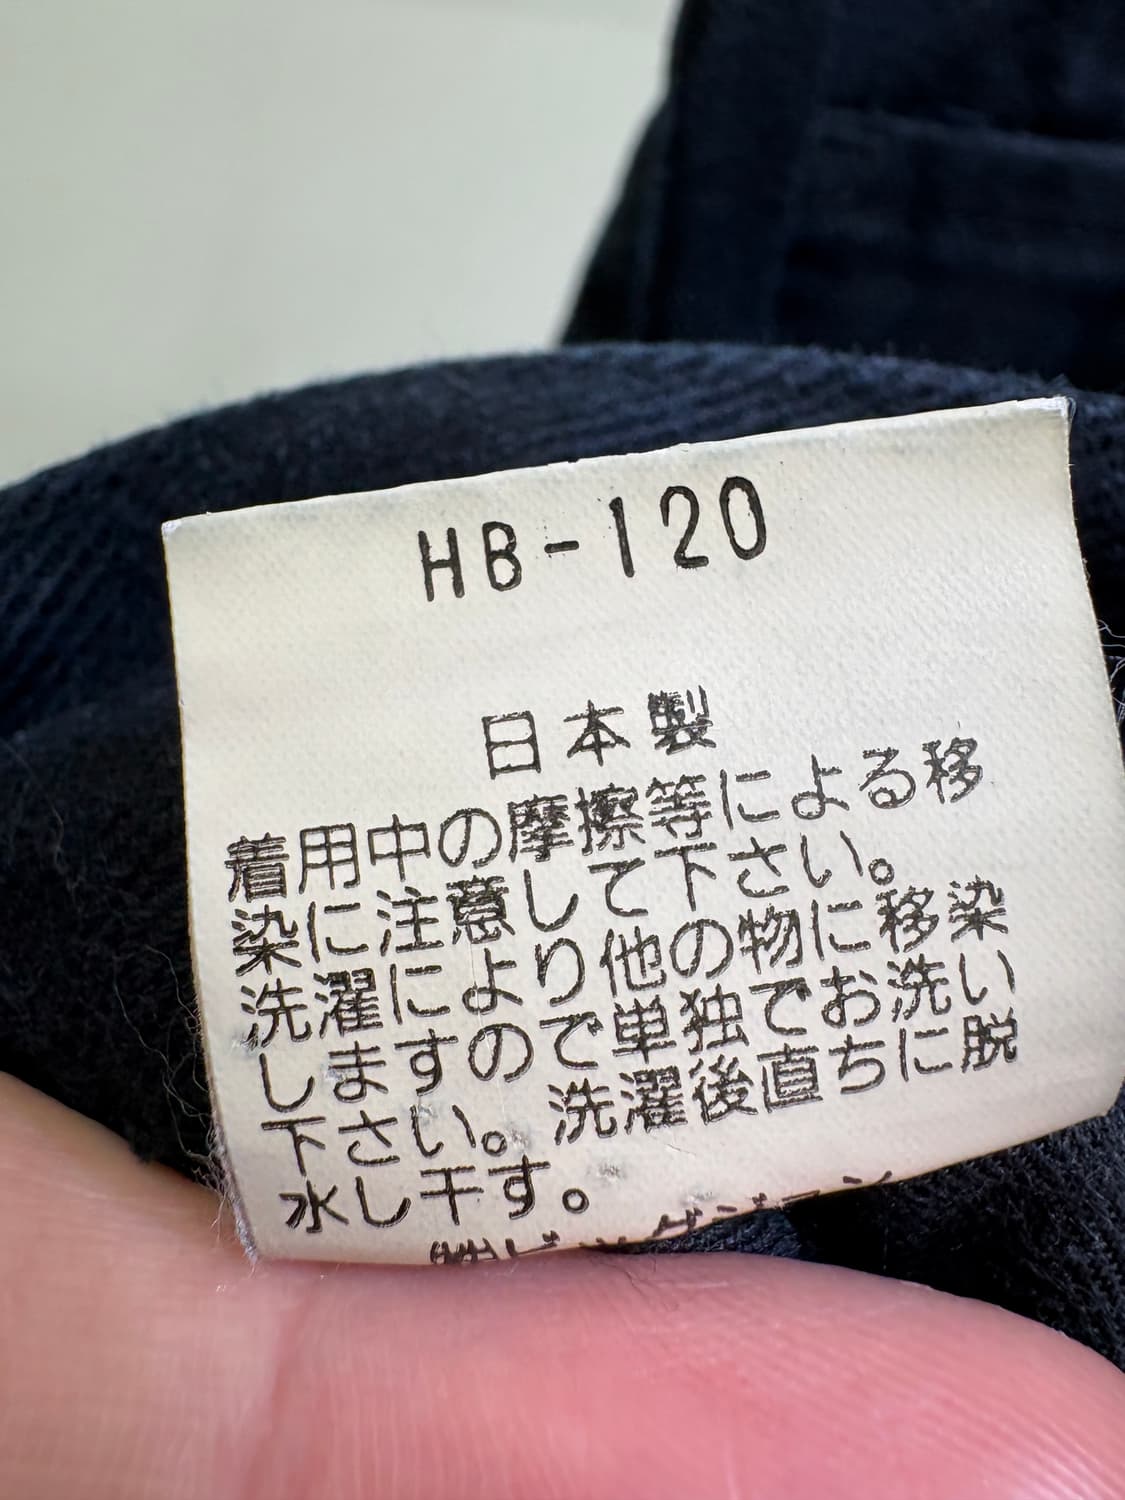 HB-120
日本製
着用中の摩擦等による移
染に注意して下さい。
洗濯により他の物に移染
しますので単独でお洗い
下さい。洗濯後直ちに脱
水し干す。